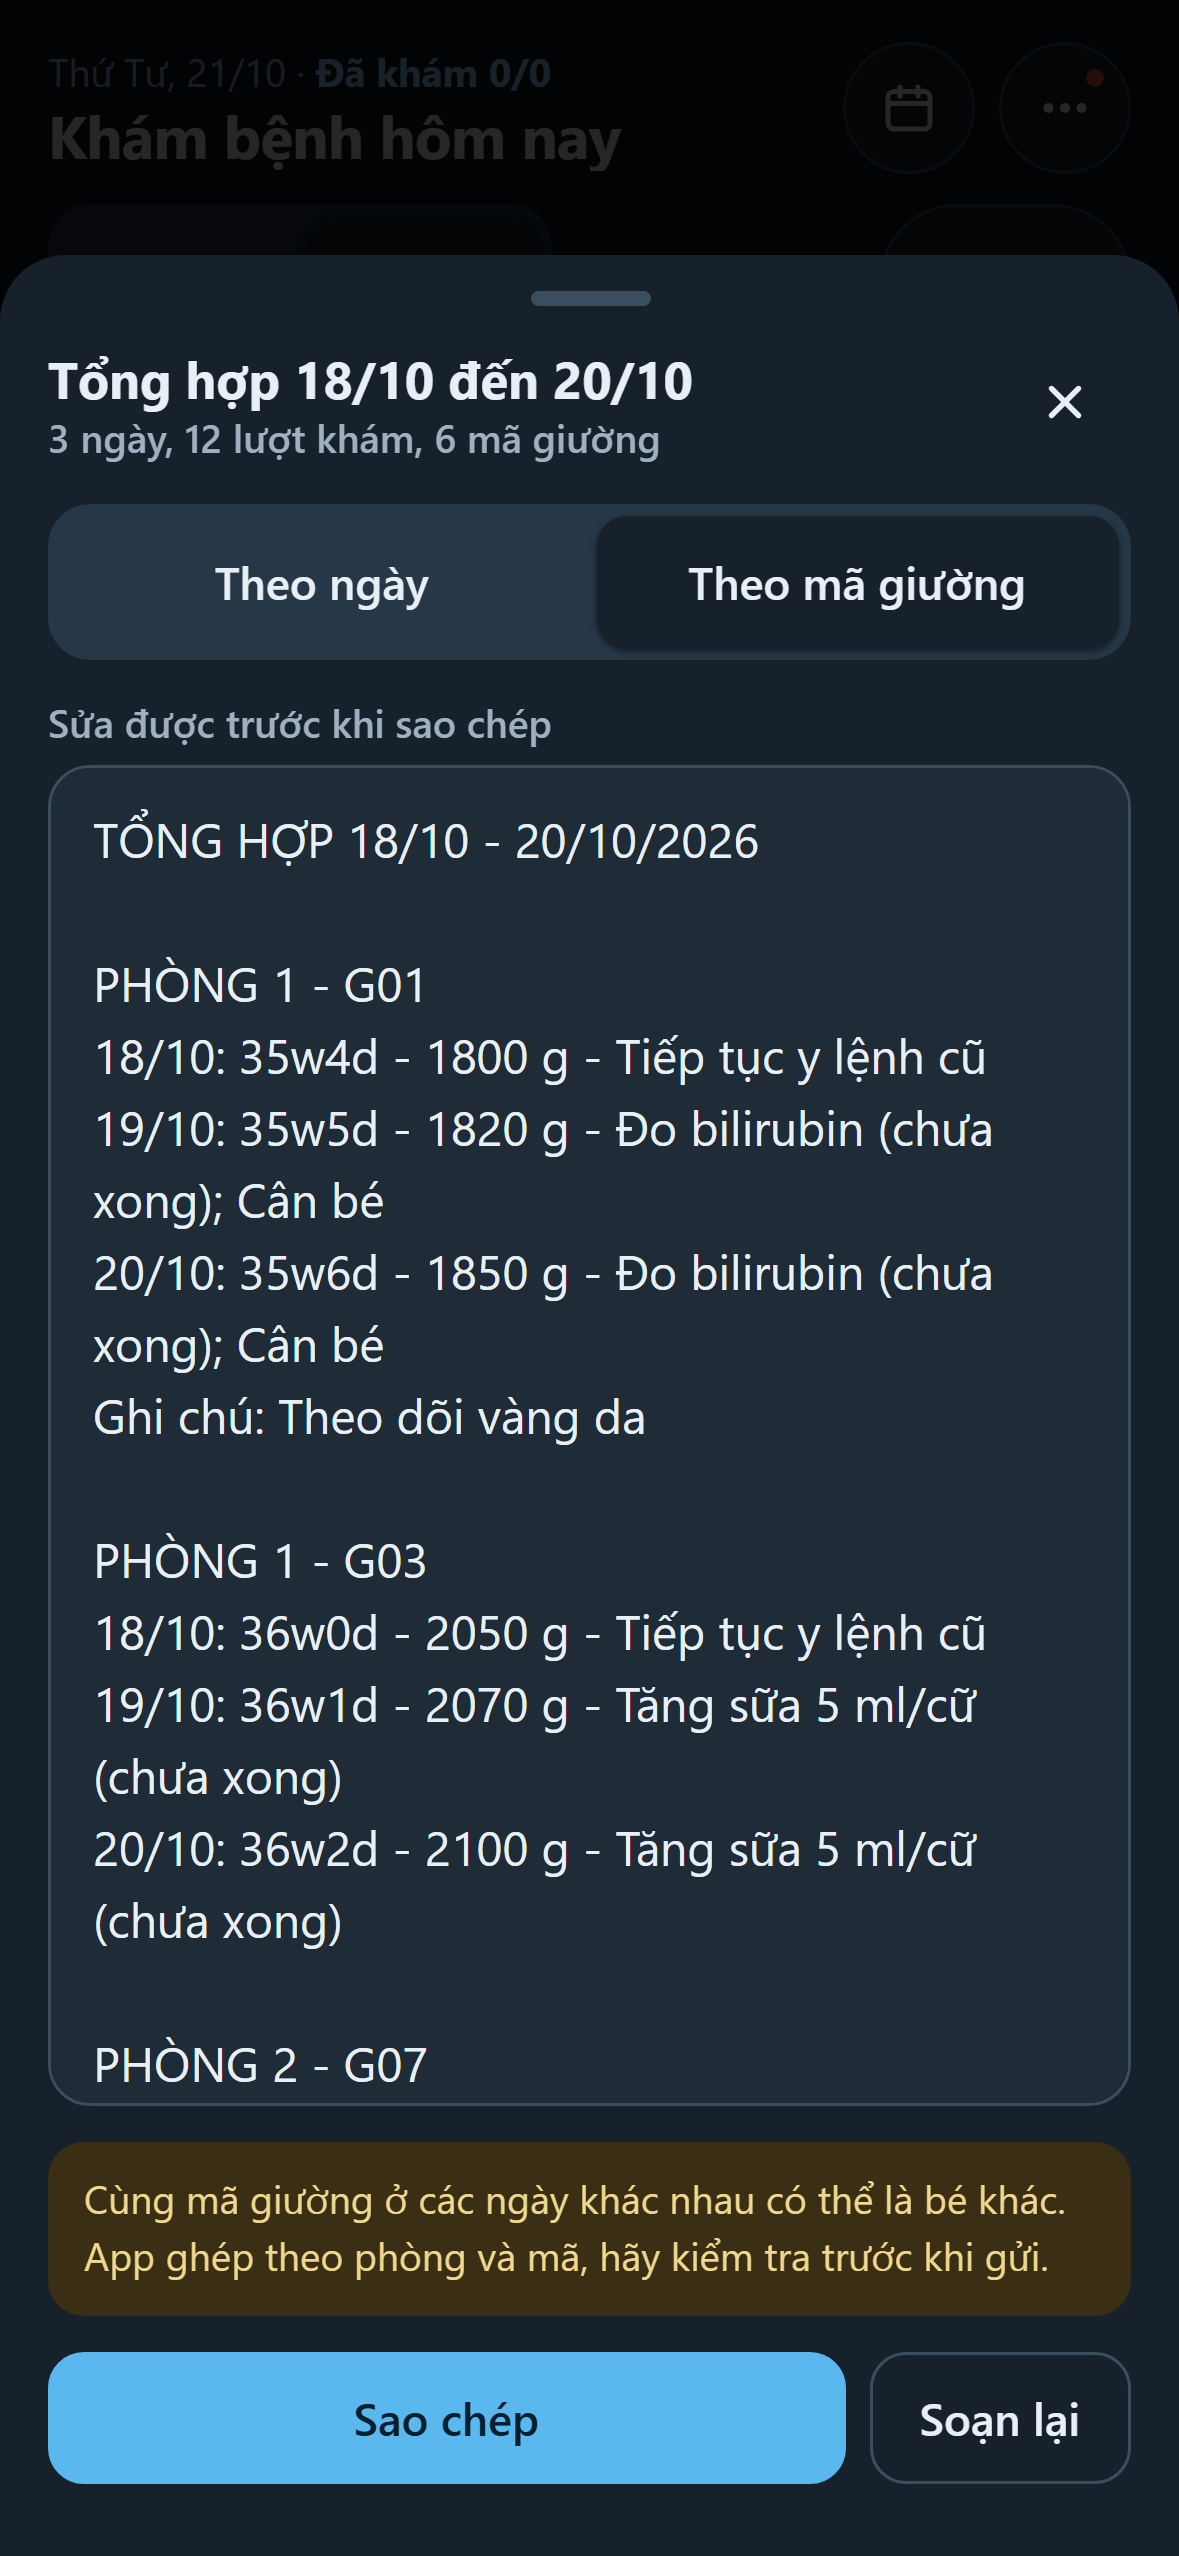 Thứ Tư, 21/10 · Đã khám 0/0
Khám bệnh hôm nay
Tổng hợp 18/10 đến 20/10
3 ngày, 12 lượt khám, 6 mã giường
Theo ngày
Theo mã giường
Sửa được trước khi sao chép
TỔNG HỢP 18/10 - 20/10/2026
PHÒNG 1 - G01
18/10: 35w4d - 1800 g - Tiếp tục y lệnh cũ
19/10: 35w5d - 1820 g - Đo bilirubin (chưa
xong); Cân bé
20/10: 35w6d - 1850 g - Đo bilirubin (chưa
xong); Cân bé
Ghi chú: Theo dõi vàng da
PHÒNG 1 - G03
18/10: 36w0d - 2050 g - Tiếp tục y lệnh cũ
19/10: 36w1d - 2070 g - Tăng sữa 5 ml/cữ
(chưa xong)
20/10: 36w2d - 2100 g - Tăng sữa 5 ml/cữ
(chưa xong)
PHÒNG 2 - G07
Cùng mã giường ở các ngày khác nhau có thể là bé khác.
App ghép theo phòng và mã, hãy kiểm tra trước khi gửi.
Sao chép
Soạn lại